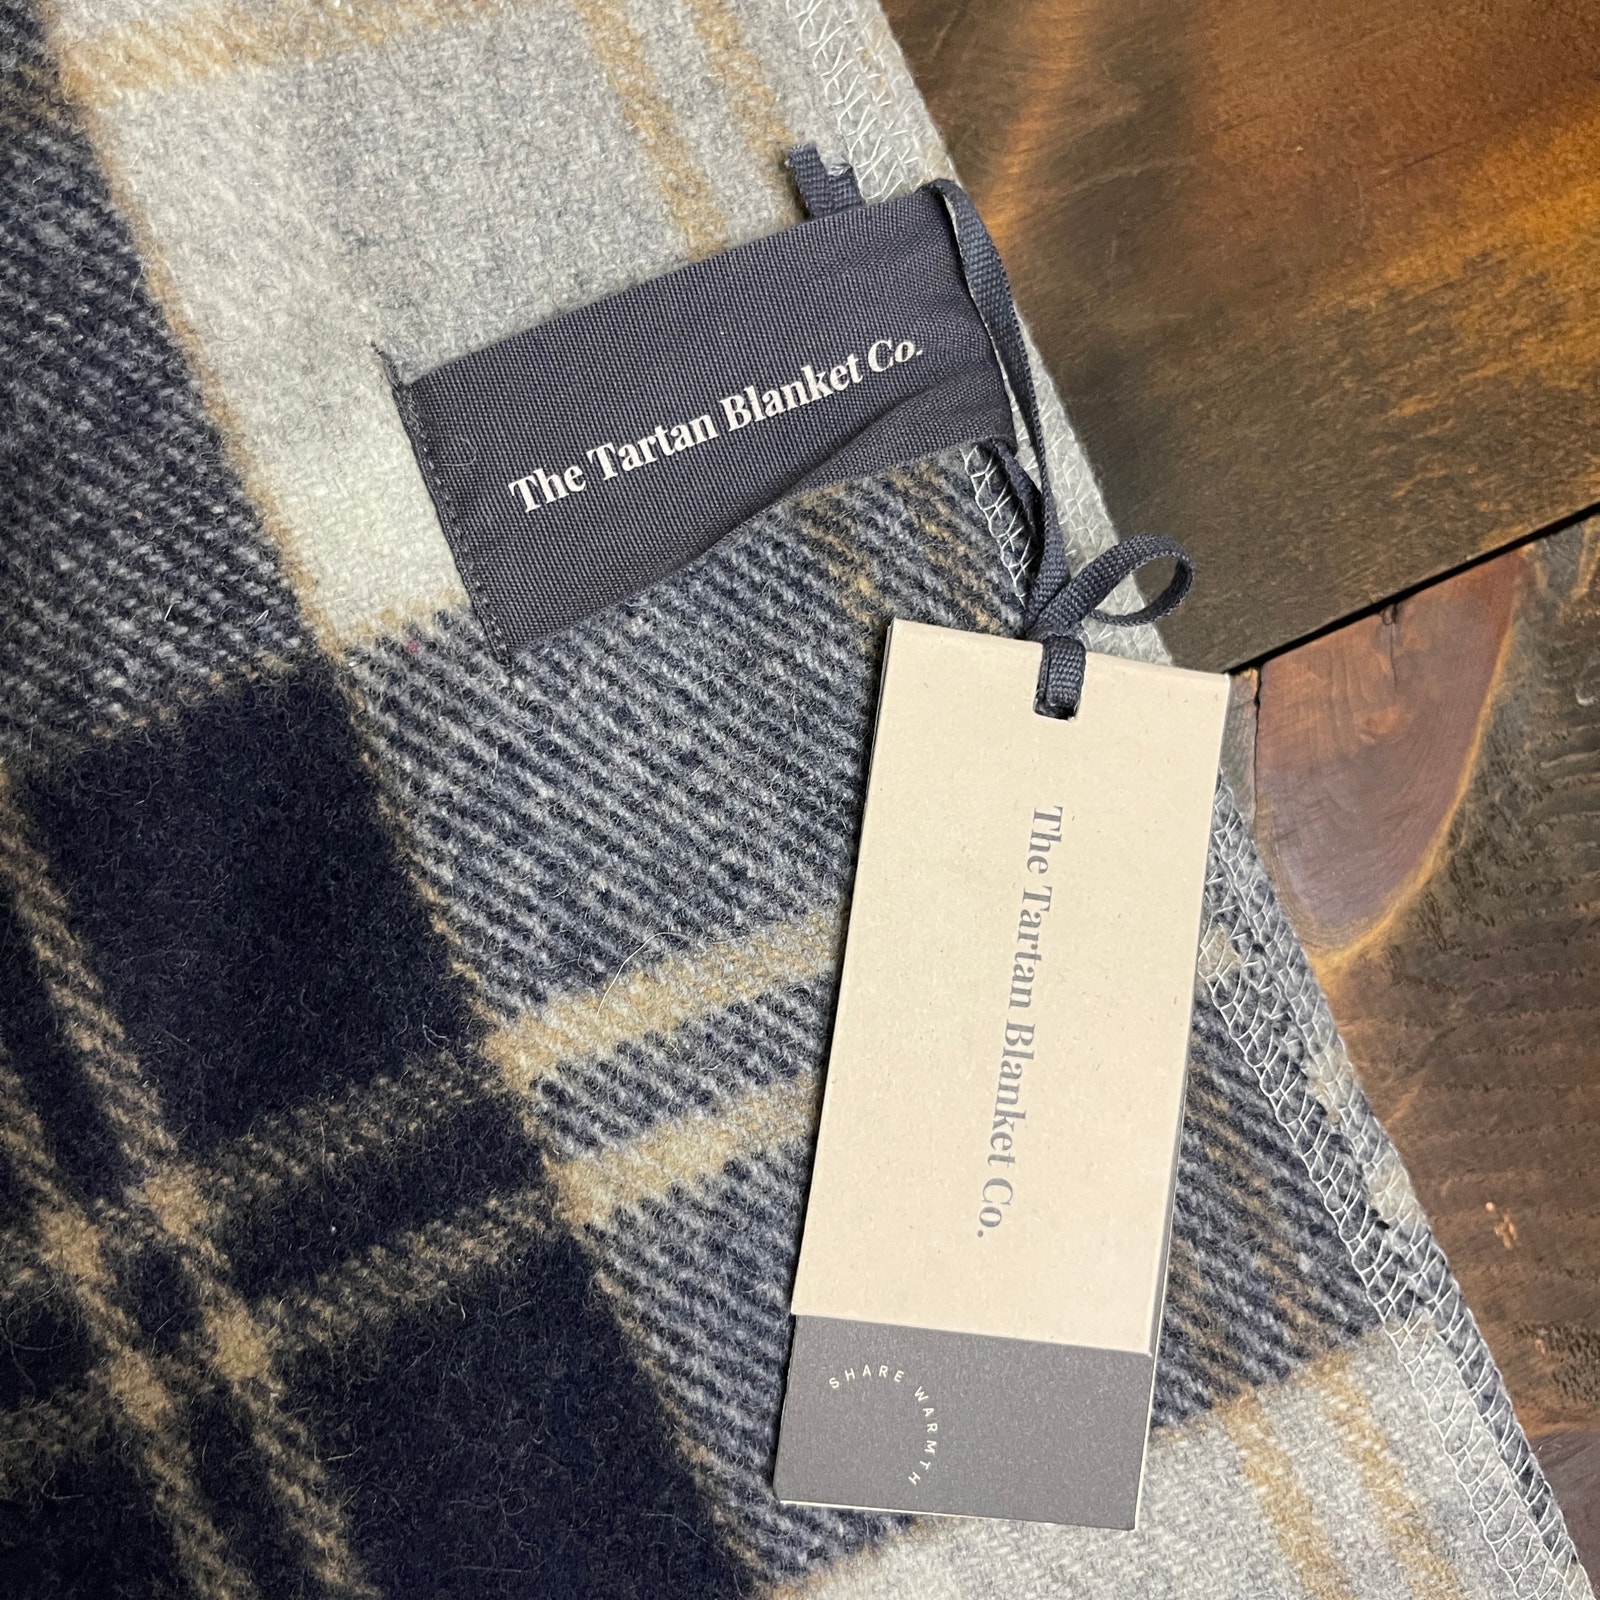 The Tartan Blanket Co.
The Tartan Blanket Co.
SHARE WARMTH